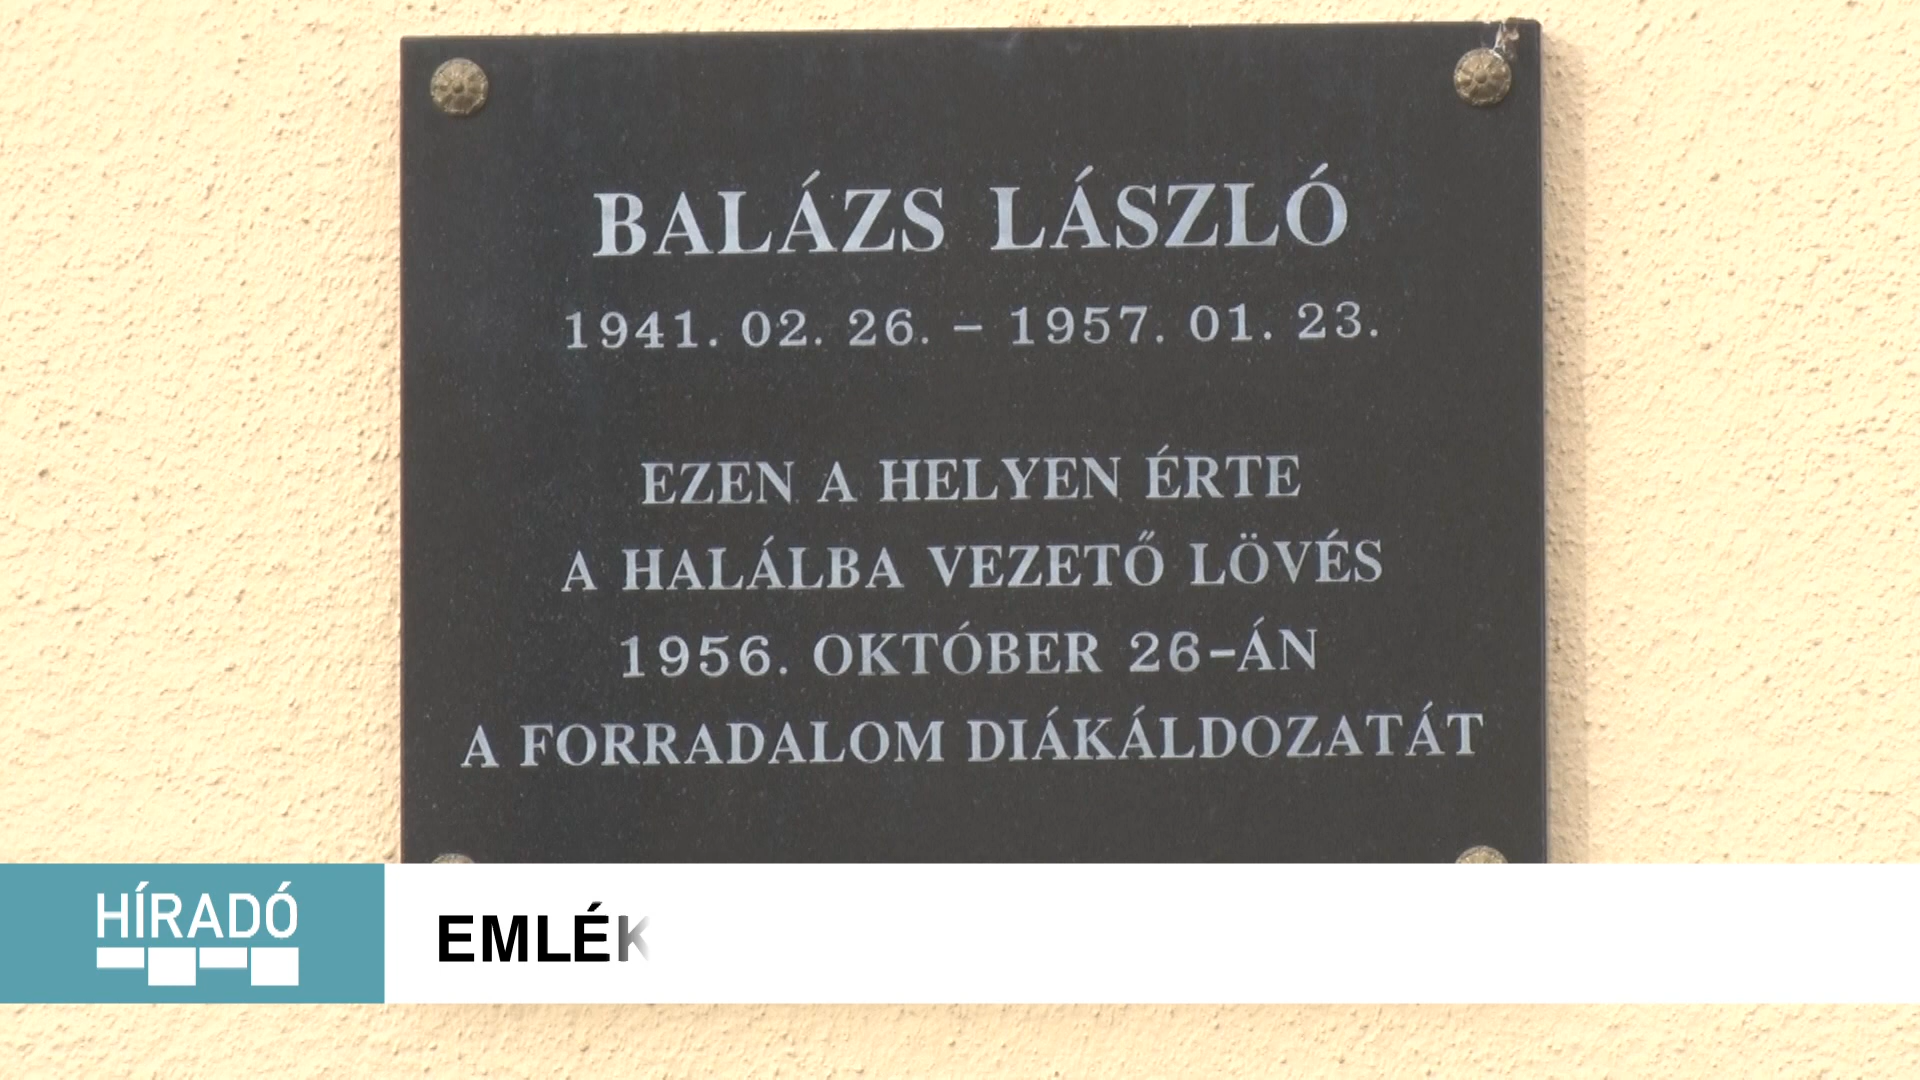 BALÁZS LÁSZLÓ
1941. 02. 26. – 1957. 01. 23.
EZEN A HELYEN ÉRTE
A HALÁLBA VEZETŐ LÖVÉS
1956. OKTÓBER 26-ÁN
A FORRADALOM DIÁKÁLDOZATÁT
HÍRADÓ
EMLÉK